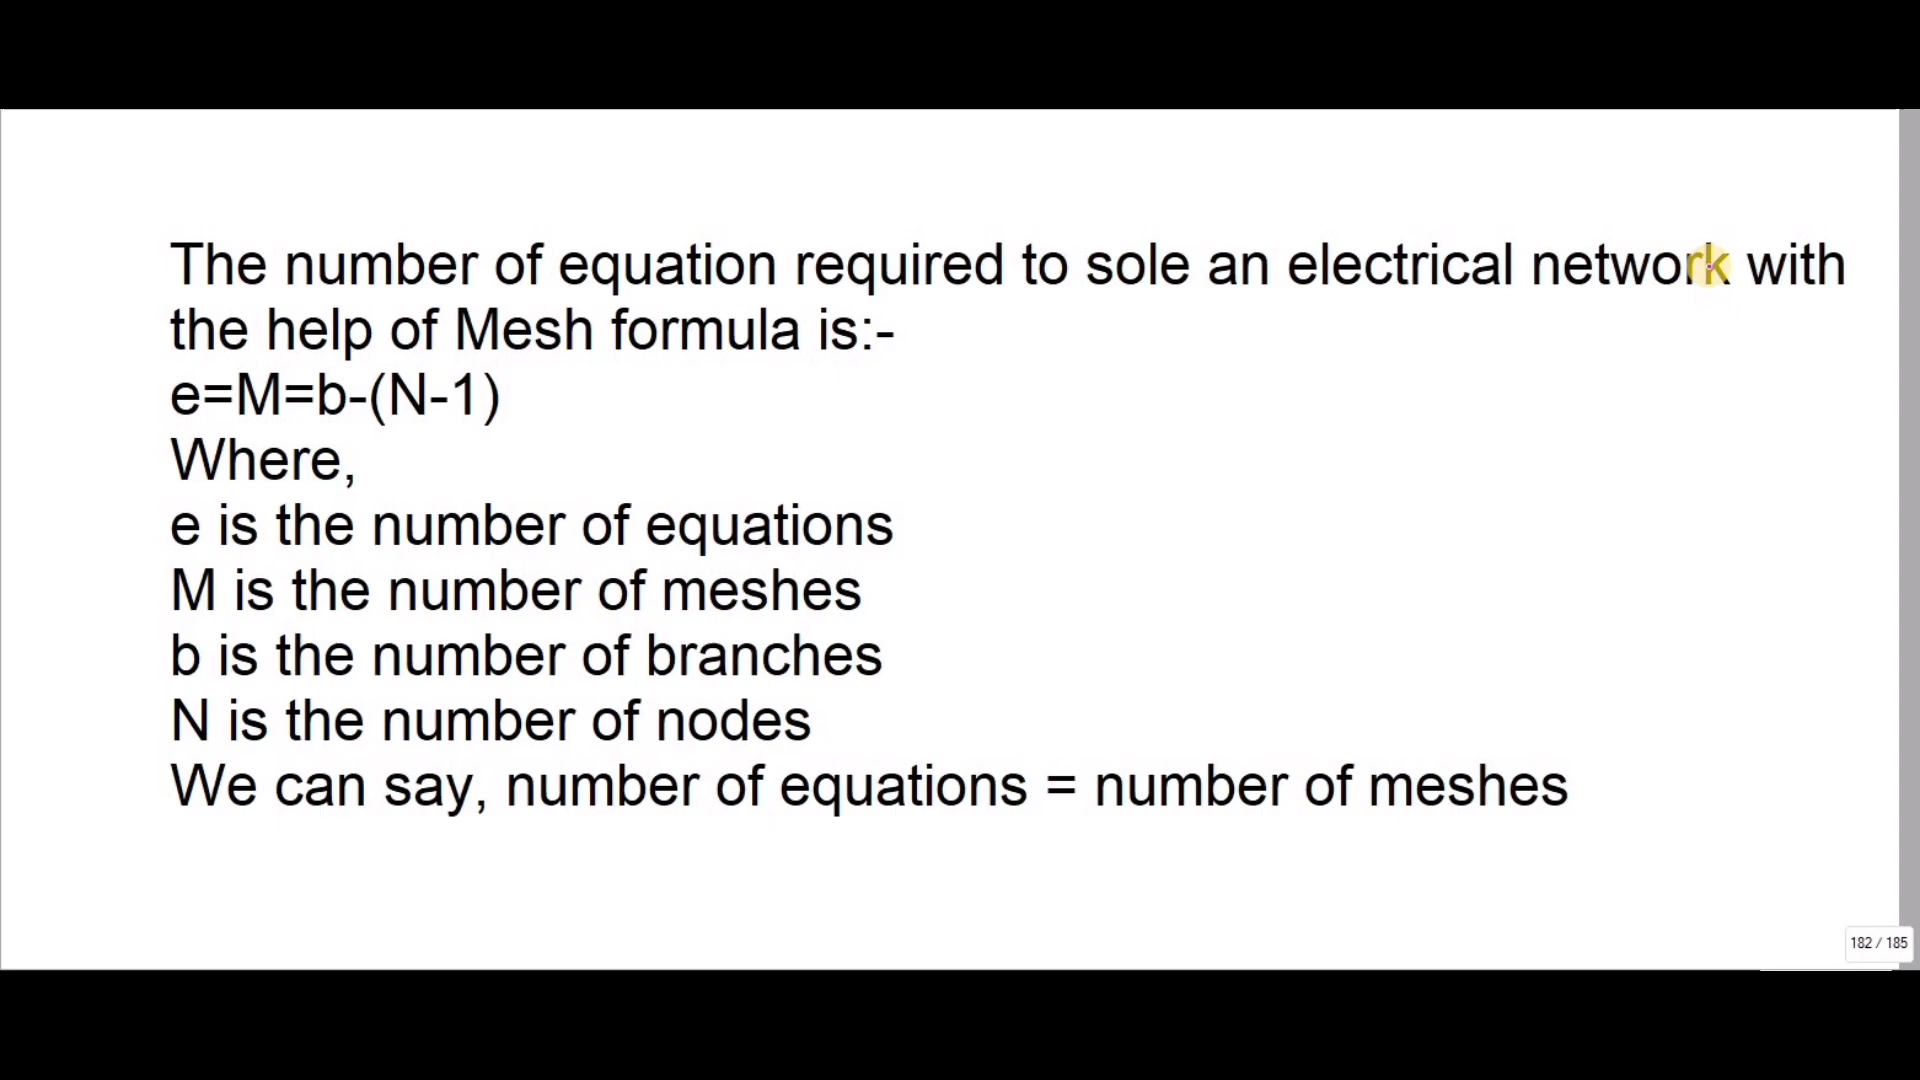 The number of equation required to sole an electrical network with
the help of Mesh formula is:-
e=M=b-(N-1)
Where,
e is the number of equations
M is the number of meshes
b is the number of branches
N is the number of nodes
We can say, number of equations = number of meshes
182 / 185